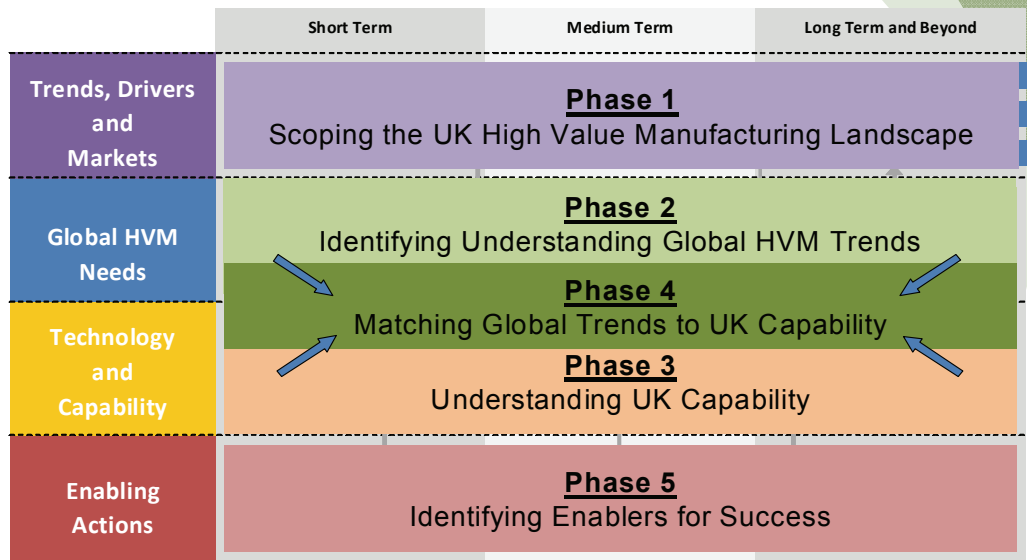 Short Term
Medium Term
Long Term and Beyond
Trends, Drivers
and
Markets
Phase 1
Scoping the UK High Value Manufacturing Landscape
Global HVM
Needs
Phase 2
Identifying Understanding Global HVM Trends
Phase 4
Matching Global Trends to UK Capability
Technology
and
Capability
Phase 3
Understanding UK Capability
Enabling
Actions
Phase 5
Identifying Enablers for Success